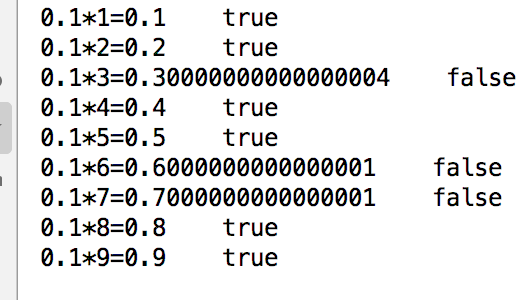 0.1*1=0.1    true
0.1*2=0.2    true
0.1*3=0.30000000000000004    false
0.1*4=0.4    true
0.1*5=0.5    true
0.1*6=0.6000000000000001    false
0.1*7=0.7000000000000001    false
0.1*8=0.8    true
0.1*9=0.9    true